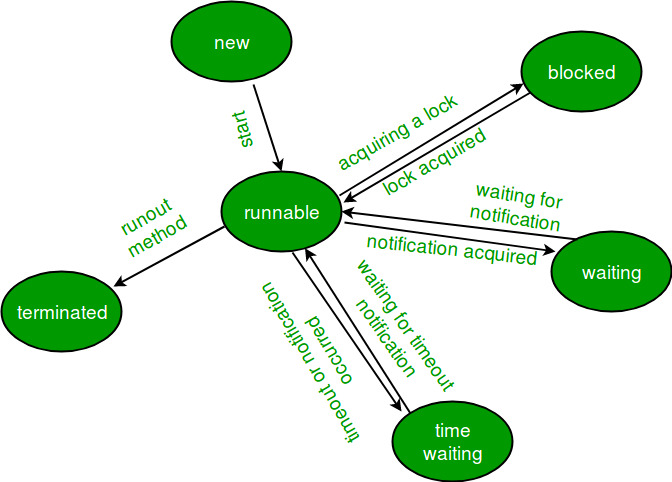 new
blocked
start
acquiring a lock
lock acquired
runnable
waiting for
notification
runout
method
notification acquired
waiting
terminated
waiting for timeout
notification
timeout or notification
occurred
time
waiting